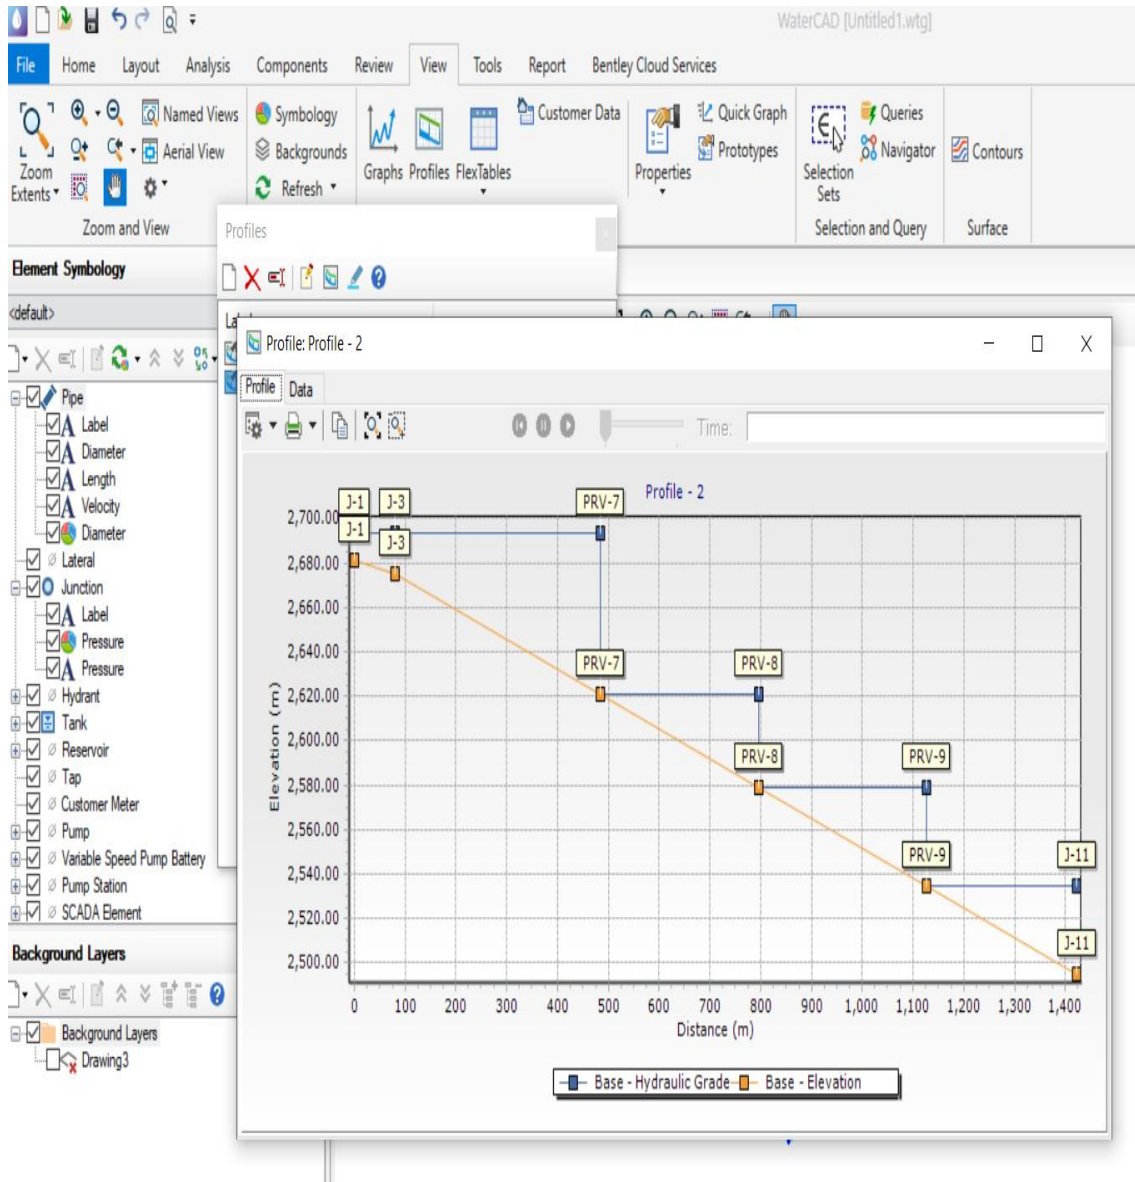 WaterCAD [Untitled1.wtg]
File Home Layout Analysis Components Review View Tools Report Bentley Cloud Services
Zoom Extents
Named Views
Aerial View
Zoom and View
Symbology
Backgrounds
Refresh
Graphs Profiles FlexTables
Customer Data
Properties
Quick Graph
Prototypes
Selection Sets
Queries
Navigator
Selection and Query
Contours
Surface
Profiles
Element Symbology
<default>
Pipe
Label
Diameter
Length
Velocity
Diameter
Lateral
Junction
Label
Pressure
Pressure
Hydrant
Tank
Reservoir
Tap
Customer Meter
Pump
Variable Speed Pump Battery
Pump Station
SCADA Element
Background Layers
Background Layers
Drawing3
Profile: Profile - 2
Profile Data
Time:
Profile - 2
J-1 J-3 PRV-7
J-1 J-3
PRV-7 PRV-8
PRV-8 PRV-9
PRV-9 J-11
J-11
2,700.00
2,680.00
2,660.00
2,640.00
2,620.00
2,600.00
2,580.00
2,560.00
2,540.00
2,520.00
2,500.00
Elevation (m)
0 100 200 300 400 500 600 700 800 900 1,000 1,100 1,200 1,300 1,400
Distance (m)
Base - Hydraulic Grade Base - Elevation